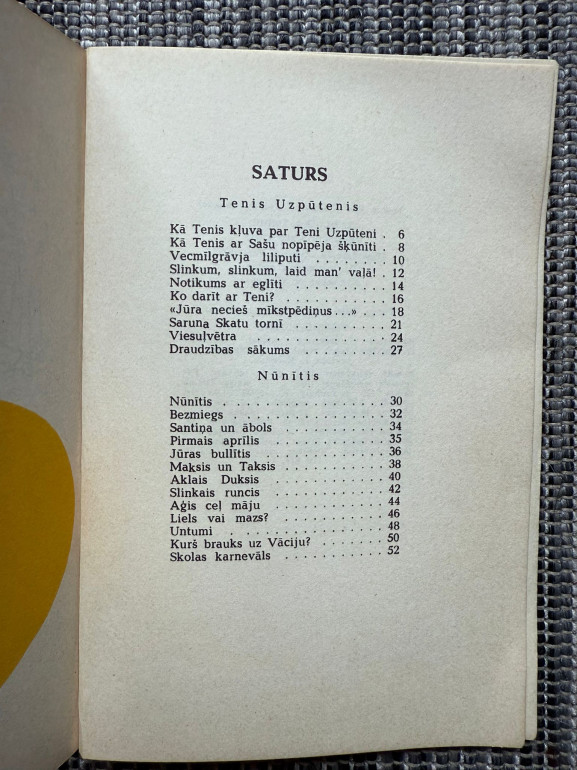 SATURS
Tenis Uzpūtenis
Kā Tenis kļuva par Teni Uzpūteni . 6
Kā Tenis ar Sašu nopīpēja šķūnīti . 8
Vecmīlgrāvja liliputi . . . . . . . . 10
Slinkum, slinkum, laid man' vaļā! . 12
Notikums ar eglīti . . . . . . . . . 14
Ko darīt ar Teni? . . . . . . . . . . 16
«Jūra necieš mīkstpēdiņus...» . . . 18
Saruna Skatu tornī . . . . . . . . . 21
Viesuļvētra . . . . . . . . . . . 24
Draudzības sākums . . . . . . . . . 27
Nūnītis
Nūnītis . . . . . . . . . . . . . . 30
Bezmiegs . . . . . . . . . . . . . 32
Santiņa un ābols . . . . . . . . . 34
Pirmais aprīlis . . . . . . . . . . 35
Jūras bullītis . . . . . . . . . . 36
Maksis un Taksis . . . . . . . . . 38
Aklais Duksis . . . . . . . . . . 40
Slinkais runcis . . . . . . . . . . 42
Aģis ceļ māju . . . . . . . . . . 44
Liels vai mazs? . . . . . . . . . . 46
Untumi . . . . . . . . . . . . . . 48
Kurš brauks uz Vāciju? . . . . . . . 50
Skolas karnevāls . . . . . . . . . . 52